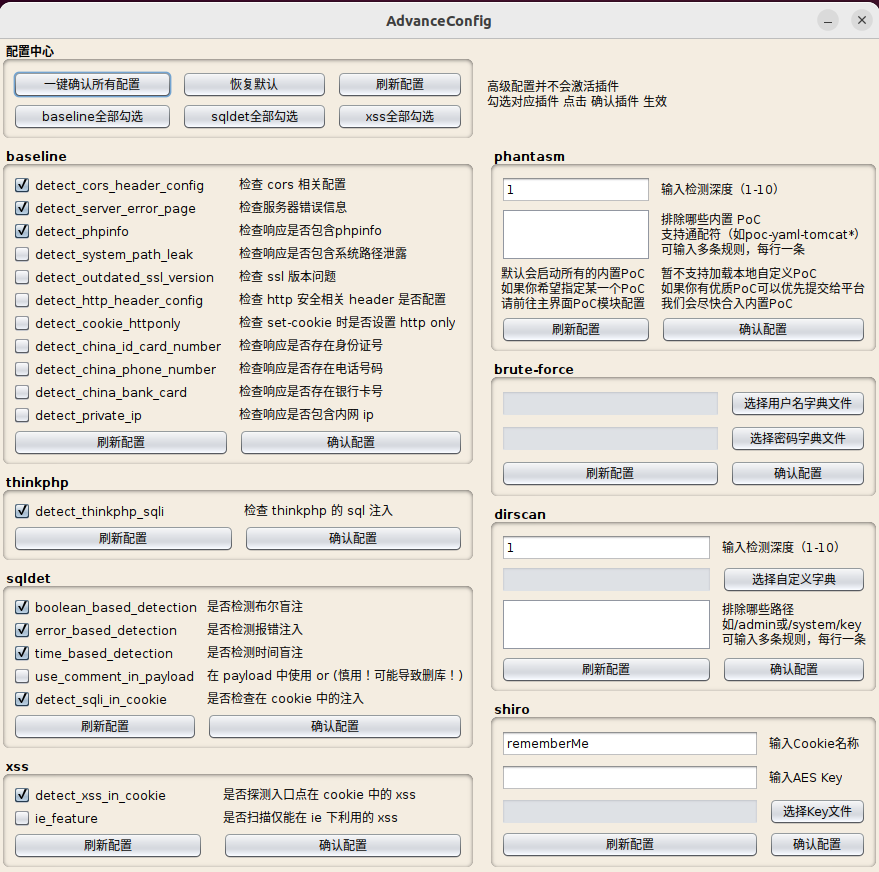 AdvanceConfig
配置中心
一键确认所有配置
恢复默认
刷新配置
baseline全部勾选
sqldet全部勾选
xss全部勾选
高级配置并不会激活插件
勾选对应插件 点击 确认插件 生效
baseline
detect_cors_header_config 检查 cors 相关配置
detect_server_error_page 检查服务器错误信息
detect_phpinfo 检查响应是否包含phpinfo
detect_system_path_leak 检查响应是否包含系统路径泄露
detect_outdated_ssl_version 检查 ssl 版本问题
detect_http_header_config 检查 http 安全相关 header 是否配置
detect_cookie_httponly 检查 set-cookie 时是否设置 http only
detect_china_id_card_number 检查响应是否存在身份证号
detect_china_phone_number 检查响应是否存在电话号码
detect_china_bank_card 检查响应是否存在银行卡号
detect_private_ip 检查响应是否包含内网 ip
刷新配置
确认配置
thinkphp
detect_thinkphp_sqli 检查 thinkphp 的 sql 注入
刷新配置
确认配置
sqldet
boolean_based_detection 是否检测布尔盲注
error_based_detection 是否检测报错注入
time_based_detection 是否检测时间盲注
use_comment_in_payload 在 payload 中使用 or (慎用！可能导致删库！)
detect_sqli_in_cookie 是否检查在 cookie 中的注入
刷新配置
确认配置
xss
detect_xss_in_cookie 是否探测入口点在 cookie 中的 xss
ie_feature 是否扫描仅能在 ie 下利用的 xss
刷新配置
确认配置
phantasm
1 输入检测深度（1-10）
排除哪些内置 PoC
支持通配符（如poc-yaml-tomcat*）
可输入多条规则，每行一条
默认会启动所有的内置PoC
如果你希望指定某一个PoC
请前往主界面PoC模块配置
暂不支持加载本地自定义PoC
如果你有优质PoC可以优先提交给平台
我们会尽快合入内置PoC
刷新配置
确认配置
brute-force
选择用户名字典文件
选择密码字典文件
刷新配置
确认配置
dirscan
1 输入检测深度（1-10）
选择自定义字典
排除哪些路径
如/admin或/system/key
可输入多条规则，每行一条
刷新配置
确认配置
shiro
rememberMe 输入Cookie名称
输入AES Key
选择Key文件
刷新配置
确认配置